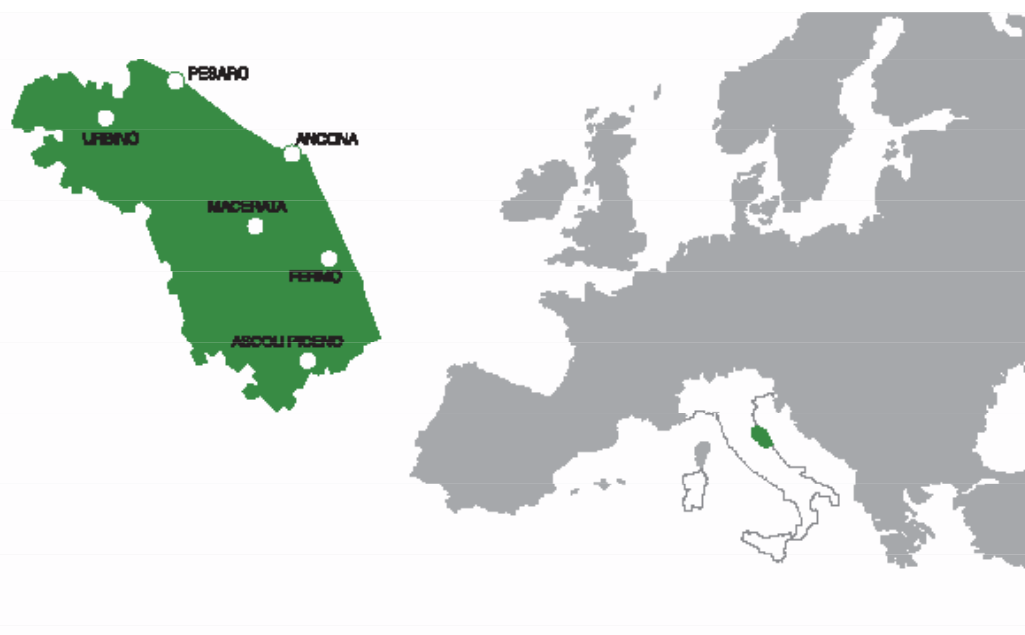 PESARO
URBINO
ANCONA
MACERATA
FERMO
ASCOLI PICENO